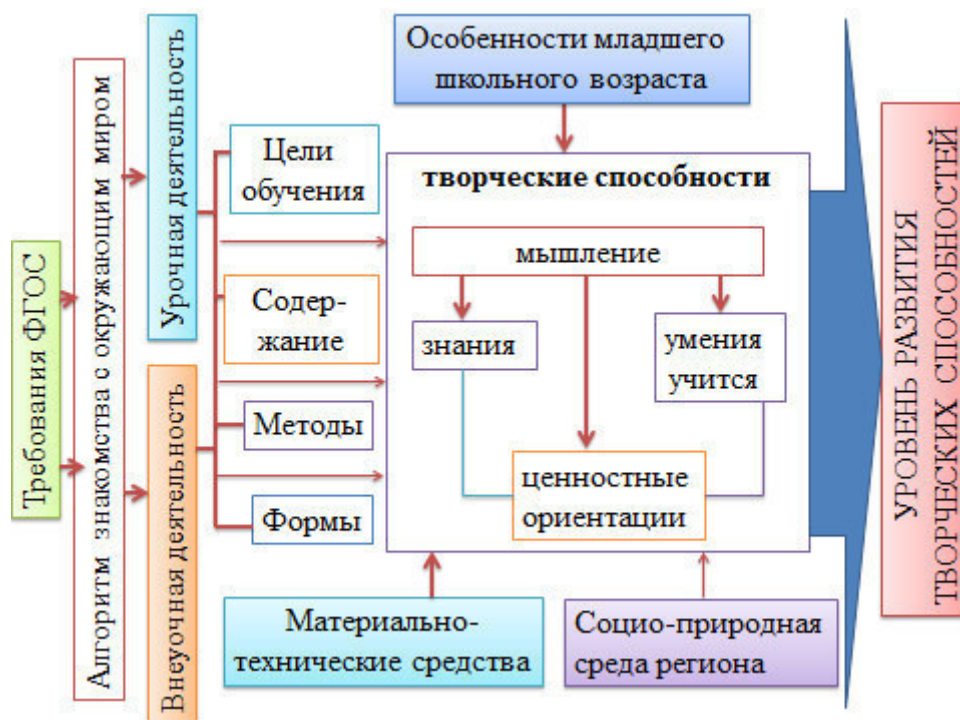 Требования ФГОС
Алгоритм знакомства с окружающим миром
Урочная деятельность
Внеуочная деятельность
Цели
обучения
Содер-
жание
Методы
Формы
Особенности младшего
школьного возраста
творческие способности
мышление
знания
умения
учится
ценностные
ориентации
Материально-
технические средства
Социо-природная
среда региона
УРОВЕНЬ РАЗВИТИЯ
ТВОРЧЕСКИХ СПОСОБНОСТЕЙ